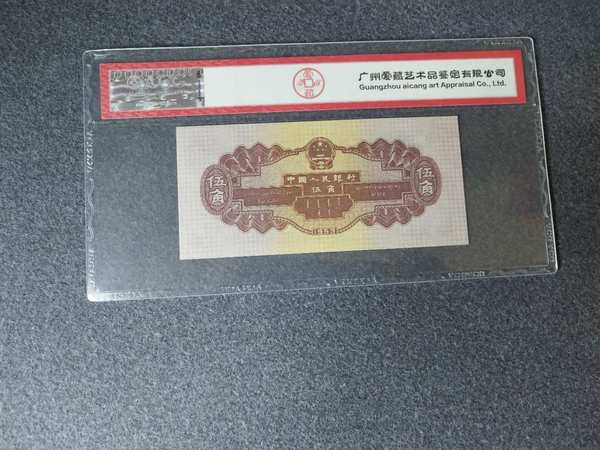 广州爱藏艺术品鉴定有限公司
Guangzhou aicang art Appraisal Co., Ltd.
中國人民銀行
伍角
伍角
伍角
1953